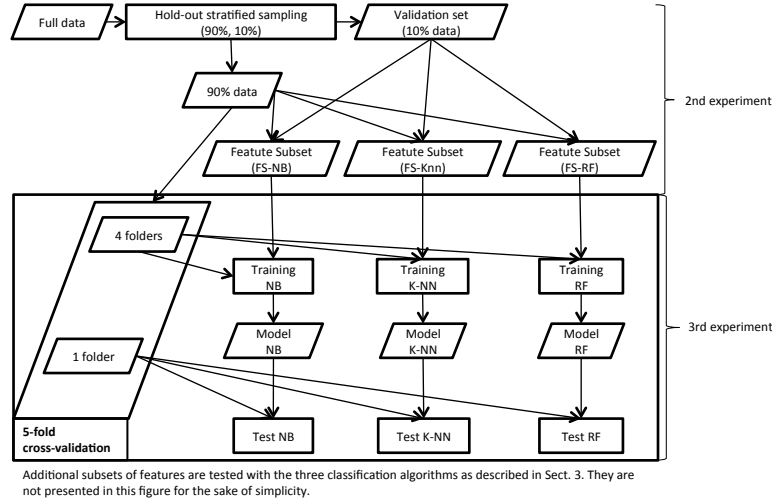 Full data
Hold-out stratified sampling
(90%, 10%)
Validation set
(10% data)
90% data
2nd experiment
Featute Subset
(FS-NB)
Featute Subset
(FS-Knn)
Featute Subset
(FS-RF)
4 folders
Training
NB
Training
K-NN
Training
RF
3rd experiment
Model
NB
Model
K-NN
Model
RF
1 folder
5-fold
cross-validation
Test NB
Test K-NN
Test RF
Additional subsets of features are tested with the three classification algorithms as described in Sect. 3. They are
not presented in this figure for the sake of simplicity.